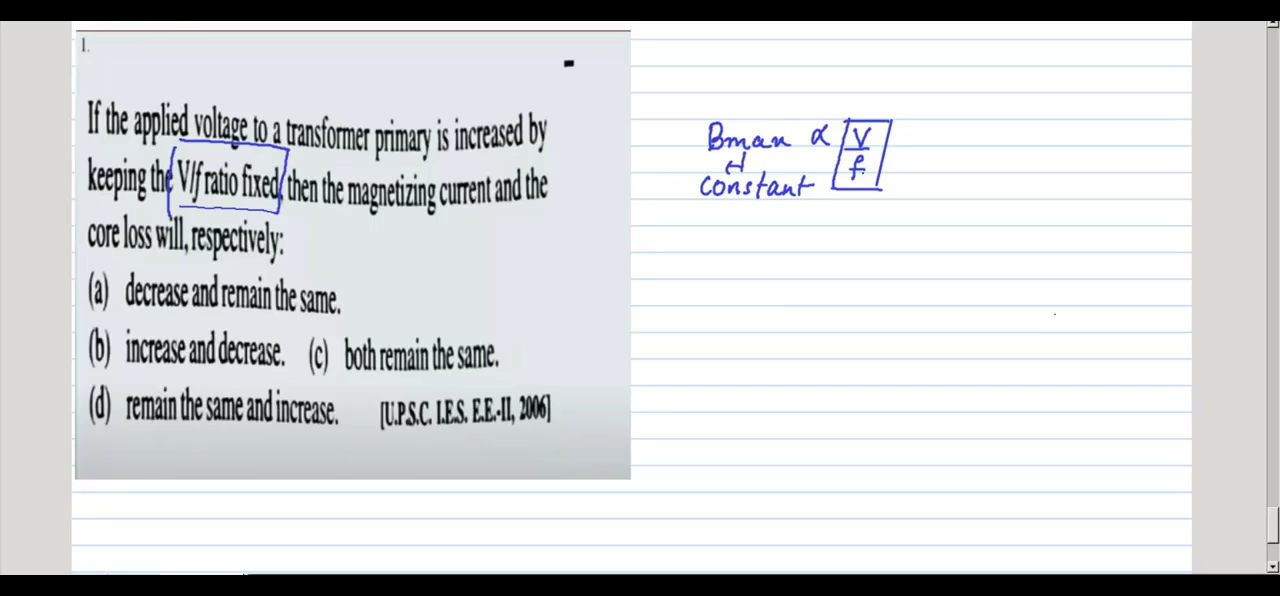 1.
If the applied voltage to a transformer primary is increased by
keeping the V/f ratio fixed, then the magnetizing current and the
core loss will, respectively:
(a) decrease and remain the same.
(b) increase and decrease. (c) both remain the same.
(d) remain the same and increase. [U.P.S.C. I.E.S. E.E.-II, 2006]
Bmax ∝ V/f
constant